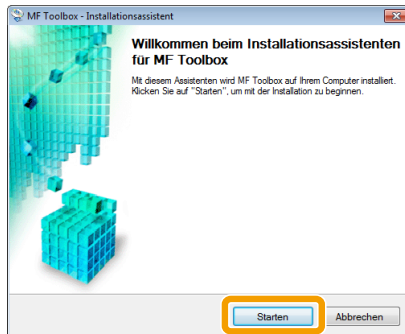 MF Toolbox - Installationsassistent
Willkommen beim Installationsassistenten
für MF Toolbox
Mit diesem Assistenten wird MF Toolbox auf Ihrem Computer installiert.
Klicken Sie auf "Starten", um mit der Installation zu beginnen.
Starten
Abbrechen